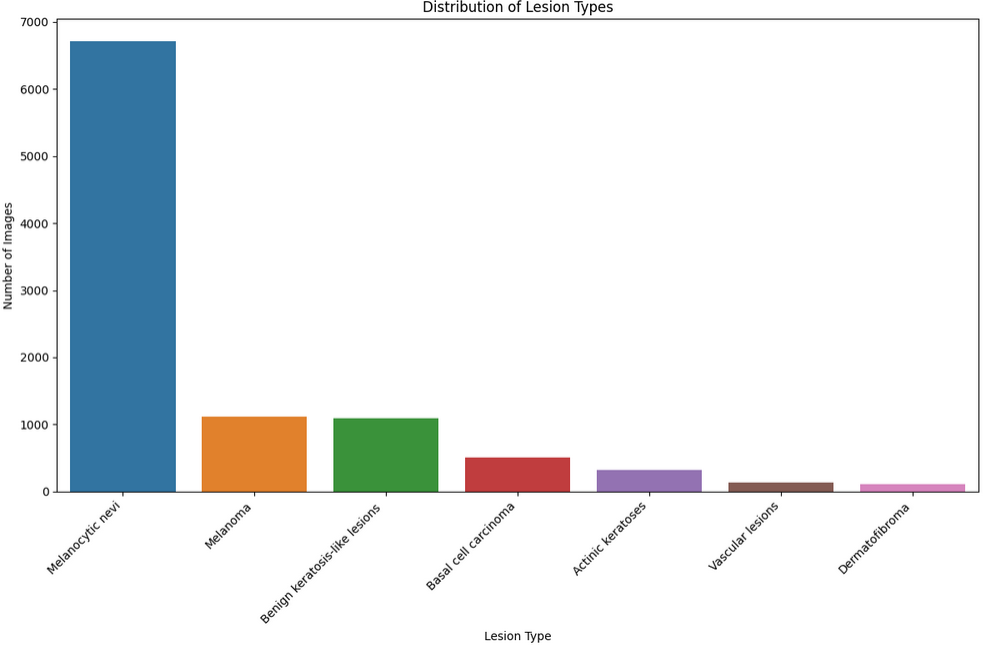 Distribution of Lesion Types
Number of Images
7000
6000
5000
4000
3000
2000
1000
0
Melanocytic nevi
Melanoma
Benign keratosis-like lesions
Basal cell carcinoma
Actinic keratoses
Vascular lesions
Dermatofibroma
Lesion Type